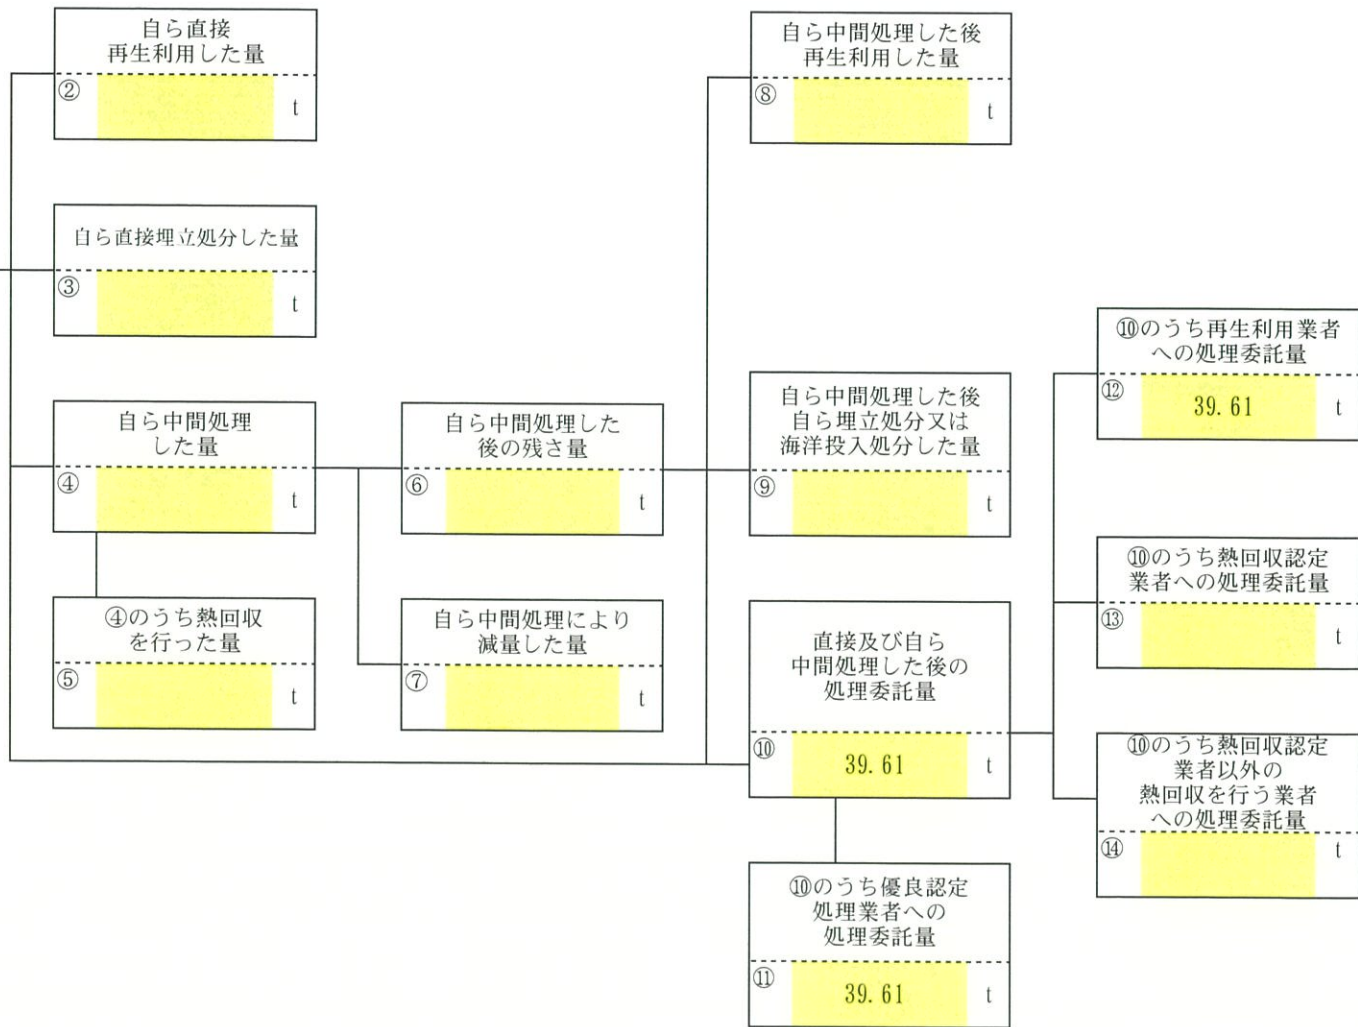 自ら直接
再生利用した量
②
t
自ら直接埋立処分した量
③
t
自ら中間処理
した量
④
t
④のうち熱回収
を行った量
⑤
t
自ら中間処理した
後の残さ量
⑥
t
自ら中間処理により
減量した量
⑦
t
自ら中間処理した後
再生利用した量
⑧
t
自ら中間処理した後
自ら埋立処分又は
海洋投入処分した量
⑨
t
直接及び自ら
中間処理した後の
処理委託量
⑩ 39.61 t
⑩のうち優良認定
処理業者への
処理委託量
⑪ 39.61 t
⑩のうち再生利用業者
への処理委託量
⑫ 39.61 t
⑩のうち熱回収認定
業者への処理委託量
⑬
t
⑩のうち熱回収認定
業者以外の
熱回収を行う業者
への処理委託量
⑭
t